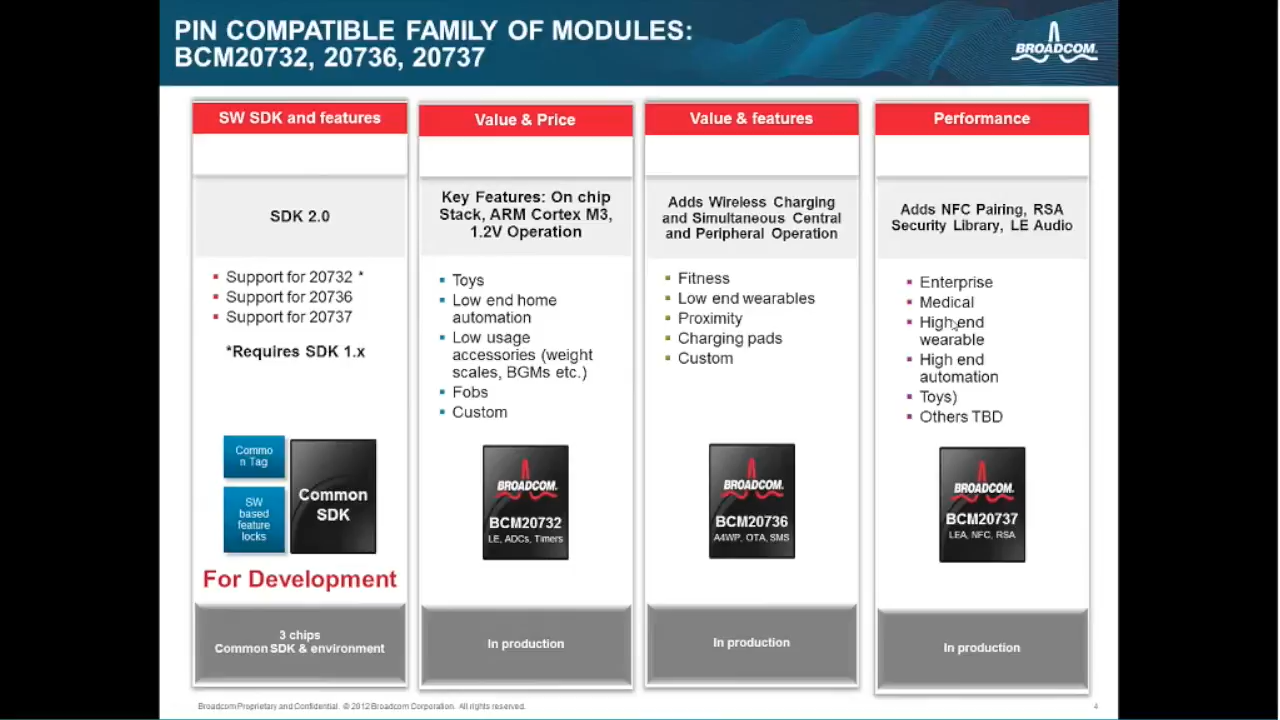 PIN COMPATIBLE FAMILY OF MODULES:
BCM20732, 20736, 20737
BROADCOM.
SW SDK and features
SDK 2.0
Support for 20732 *
Support for 20736
Support for 20737
*Requires SDK 1.x
Commo
n Tag
SW
based
feature
locks
Common
SDK
For Development
3 chips
Common SDK & environment
Value & Price
Key Features: On chip
Stack, ARM Cortex M3,
1.2V Operation
Toys
Low end home
automation
Low usage
accessories (weight
scales, BGMs etc.)
Fobs
Custom
BROADCOM.
BCM20732
LE, ADCs, Timers
In production
Value & features
Adds Wireless Charging
and Simultaneous Central
and Peripheral Operation
Fitness
Low end wearables
Proximity
Charging pads
Custom
BROADCOM.
BCM20736
A4WP, OTA, SMS
In production
Performance
Adds NFC Pairing, RSA
Security Library, LE Audio
Enterprise
Medical
High end
wearable
High end
automation
Toys)
Others TBD
BROADCOM.
BCM20737
LEA, NFC, RSA
In production
Broadcom Proprietary and Confidential. © 2012 Broadcom Corporation. All rights reserved.
4